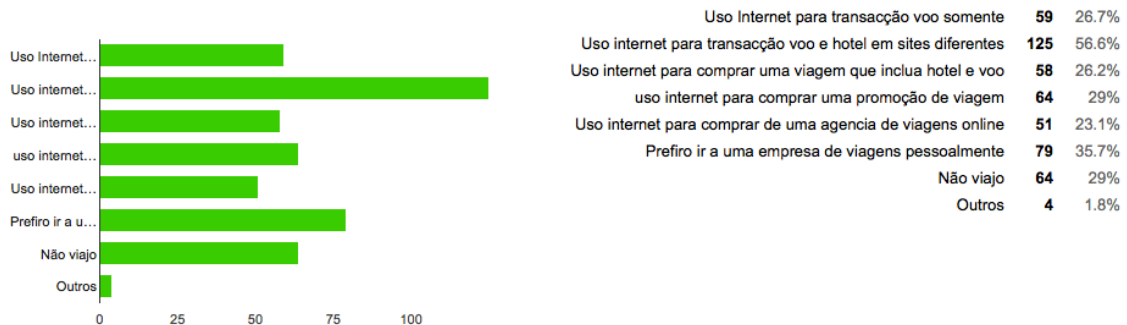 Uso Internet...
Uso internet...
Uso internet...
uso internet...
Uso internet...
Prefiro ir a u...
Não viajo
Outros
0 25 50 75 100
Uso Internet para transacção voo somente 59 26.7%
Uso internet para transacção voo e hotel em sites diferentes 125 56.6%
Uso internet para comprar uma viagem que inclua hotel e voo 58 26.2%
uso internet para comprar uma promoção de viagem 64 29%
Uso internet para comprar de uma agencia de viagens online 51 23.1%
Prefiro ir a uma empresa de viagens pessoalmente 79 35.7%
Não viajo 64 29%
Outros 4 1.8%